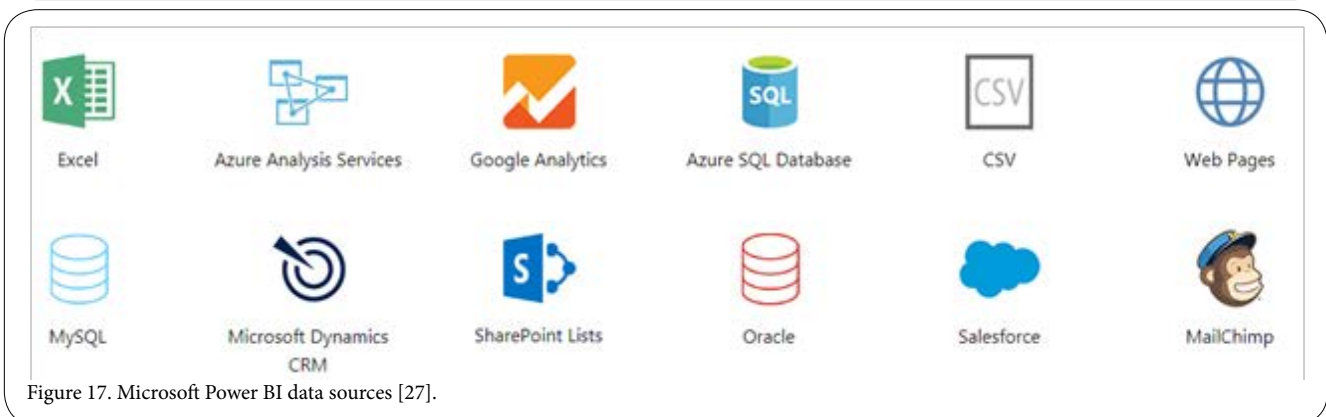 X
SQL
CSV
Excel
Azure Analysis Services
Google Analytics
Azure SQL Database
CSV
Web Pages
S
MySQL
Microsoft Dynamics
CRM
SharePoint Lists
Oracle
Salesforce
MailChimp
Figure 17. Microsoft Power BI data sources [27].